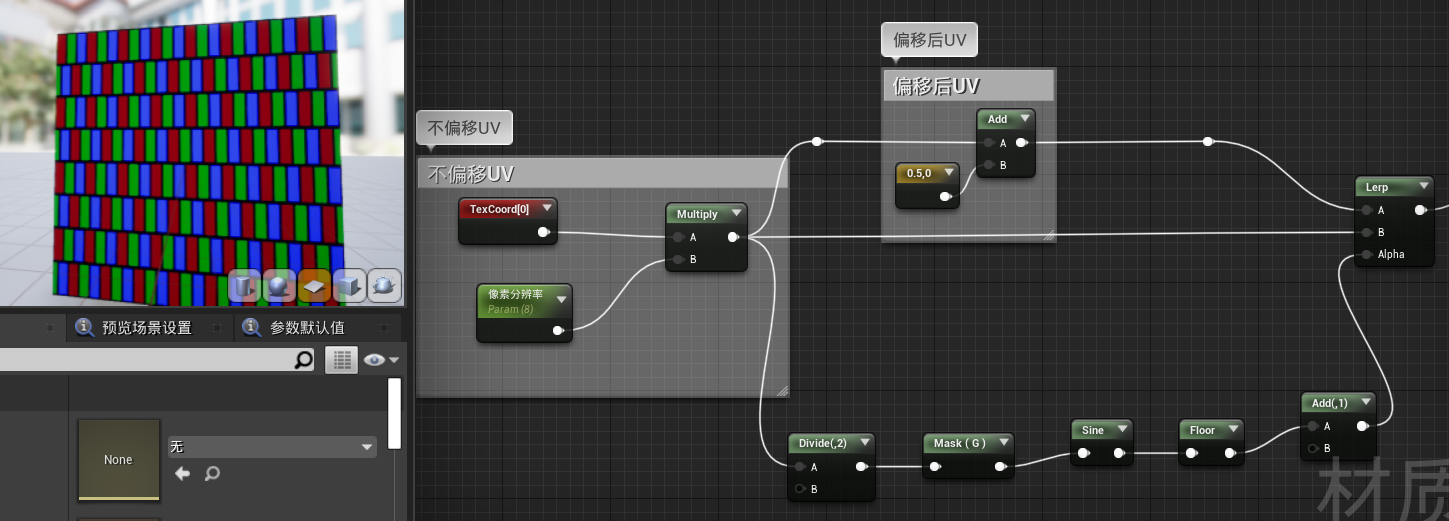 偏移后UV
偏移后UV
不偏移UV
不偏移UV
Add
A
B
0.5,0
TexCoord[0]
Multiply
A
B
像素分辨率
Param (8)
Lerp
A
B
Alpha
预览场景设置
参数默认值
None
无
Divide(,2)
A
B
Mask ( G )
Sine
Floor
Add(,1)
A
B
材质